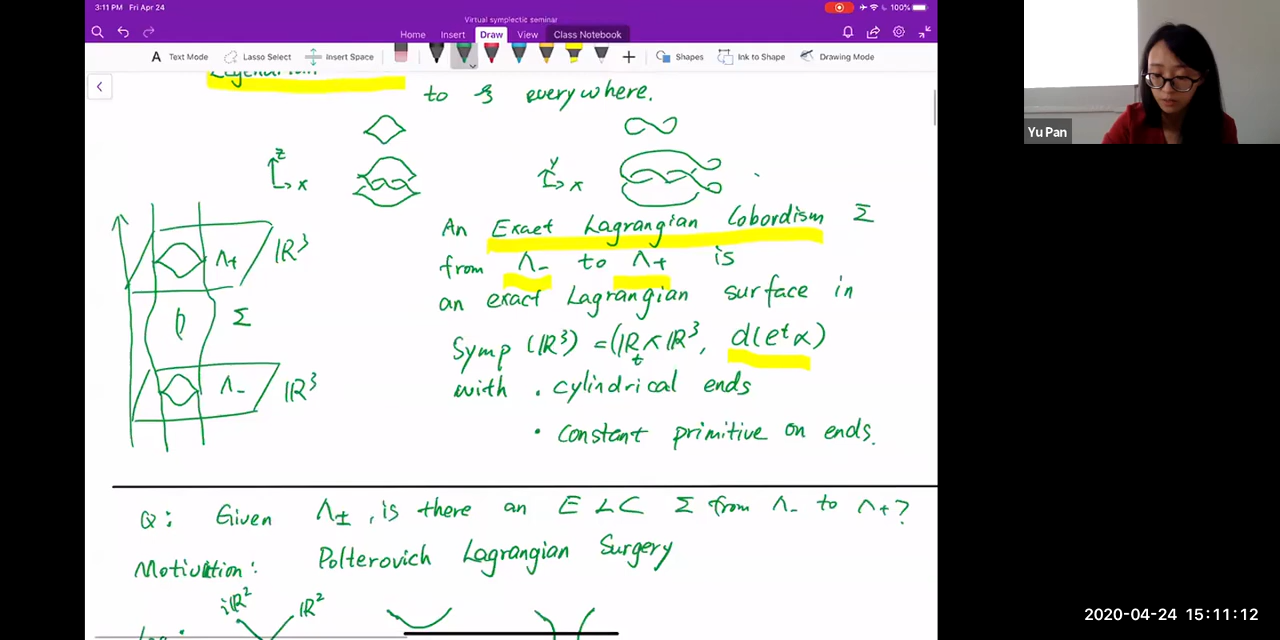 3:11 PM Fri Apr 24
100%
Virtual symplectic seminar
Home Insert Draw View Class Notebook
Text Mode Lasso Select Insert Space Shapes Ink to Shape Drawing Mode
Legendrian
to ξ everywhere.
z
x
y
x
An Exact Lagrangian Cobordism Σ
from Λ- to Λ+ is
an exact Lagrangian surface in
Symp (ℝ³) = (ℝt × ℝ³, d(e^t α)
with • cylindrical ends
• constant primitive on ends.
Λ+ ℝ³
Σ
Λ- ℝ³
Q: Given Λ±, is there an ELC Σ from Λ- to Λ+?
Motivation: Polterovich Lagrangian Surgery
iℝ² ℝ²
Yu Pan
2020-04-24 15:11:12